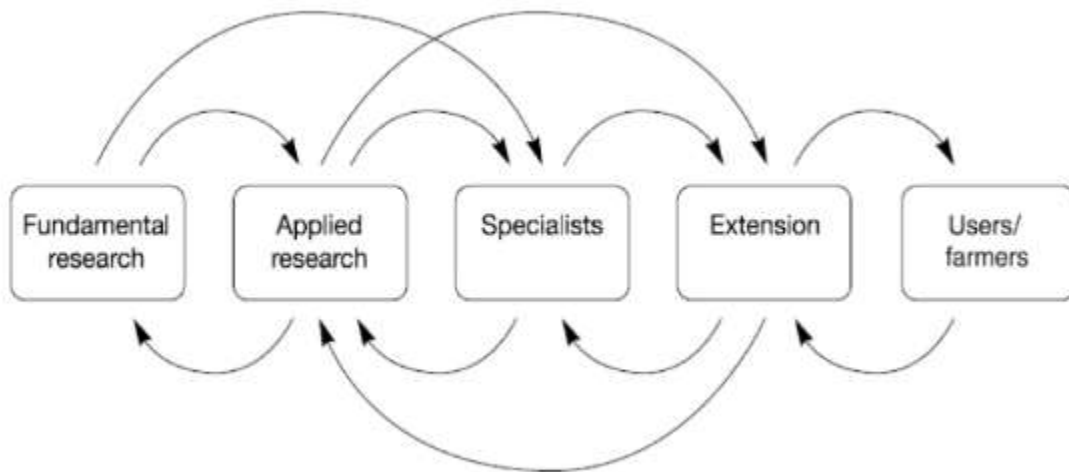 Fundamental
research
Applied
research
Specialists
Extension
Users/
farmers